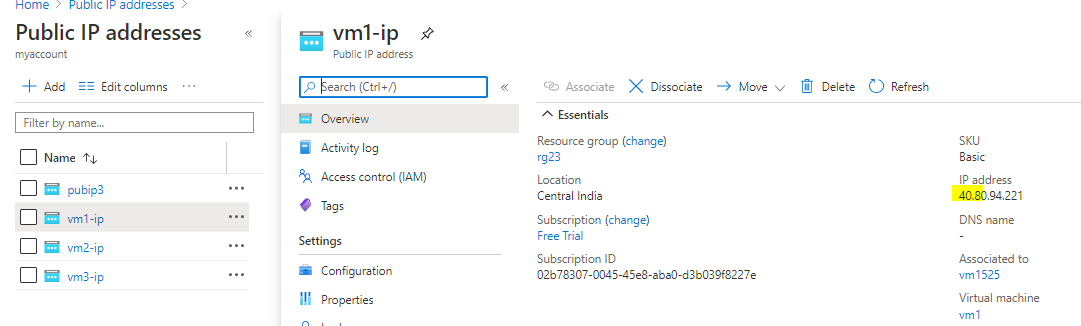 Home > Public IP addresses >
Public IP addresses «
myaccount
+ Add Edit columns ...
Filter by name...
Name ↑↓
pubip3 ...
vm1-ip ...
vm2-ip ...
vm3-ip ...
vm1-ip
Public IP address
Search (Ctrl+/) «
Overview
Activity log
Access control (IAM)
Tags
Settings
Configuration
Properties
Associate Dissociate Move Delete Refresh
Essentials
Resource group (change)
rg23
Location
Central India
Subscription (change)
Free Trial
Subscription ID
02b78307-0045-45e8-aba0-d3b039f8227e
SKU
Basic
IP address
40.80.94.221
DNS name
-
Associated to
vm1525
Virtual machine
vm1